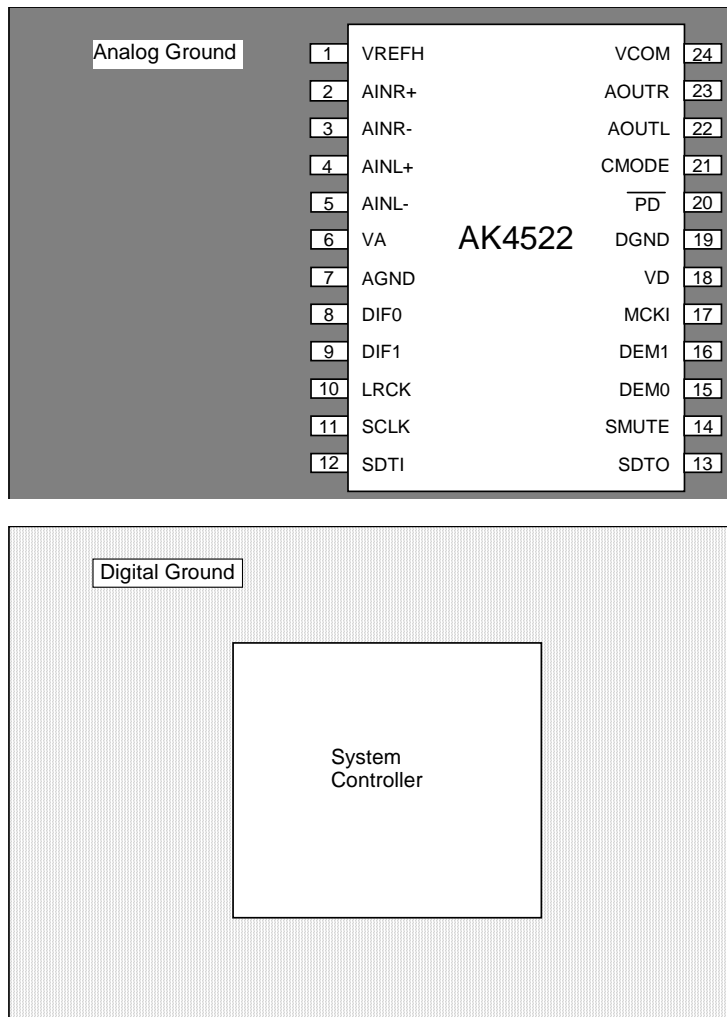 Analog Ground
1 VREFH VCOM 24
2 AINR+ AOUTR 23
3 AINR- AOUTL 22
4 AINL+ CMODE 21
5 AINL- PD 20
6 VA AK4522 DGND 19
7 AGND VD 18
8 DIF0 MCKI 17
9 DIF1 DEM1 16
10 LRCK DEM0 15
11 SCLK SMUTE 14
12 SDTI SDTO 13
Digital Ground
System
Controller